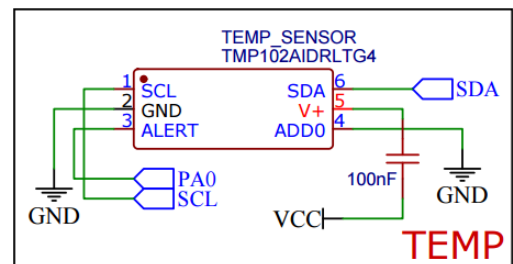 TEMP_SENSOR
TMP102AIDRLTG4
1 SCL SDA 6 SDA
2 GND V+ 5
3 ALERT ADD0 4
100nF
PA0
SCL
GND GND
VCC
TEMP